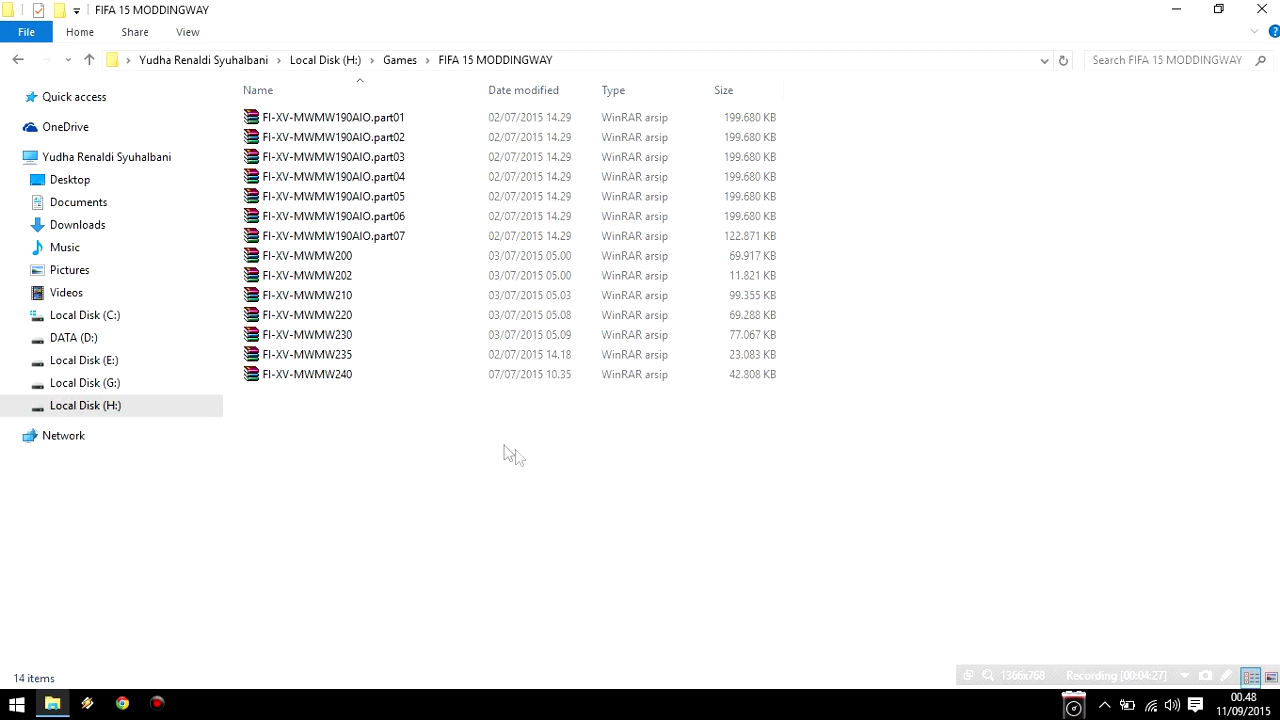 FIFA 15 MODDINGWAY
File Home Share View
Yudha Renaldi Syuhalbani Local Disk (H:) Games FIFA 15 MODDINGWAY
Search FIFA 15 MODDINGWAY
Quick access
OneDrive
Yudha Renaldi Syuhalbani
Desktop
Documents
Downloads
Music
Pictures
Videos
Local Disk (C:)
DATA (D:)
Local Disk (E:)
Local Disk (G:)
Local Disk (H:)
Network
Name Date modified Type Size
FI-XV-MWMW190AIO.part01 02/07/2015 14.29 WinRAR arsip 199.680 KB
FI-XV-MWMW190AIO.part02 02/07/2015 14.29 WinRAR arsip 199.680 KB
FI-XV-MWMW190AIO.part03 02/07/2015 14.29 WinRAR arsip 199.680 KB
FI-XV-MWMW190AIO.part04 02/07/2015 14.29 WinRAR arsip 199.680 KB
FI-XV-MWMW190AIO.part05 02/07/2015 14.29 WinRAR arsip 199.680 KB
FI-XV-MWMW190AIO.part06 02/07/2015 14.29 WinRAR arsip 199.680 KB
FI-XV-MWMW190AIO.part07 02/07/2015 14.29 WinRAR arsip 122.871 KB
FI-XV-MWMW200 03/07/2015 05.00 WinRAR arsip 69.917 KB
FI-XV-MWMW202 03/07/2015 05.00 WinRAR arsip 11.821 KB
FI-XV-MWMW210 03/07/2015 05.03 WinRAR arsip 99.355 KB
FI-XV-MWMW220 03/07/2015 05.08 WinRAR arsip 69.288 KB
FI-XV-MWMW230 03/07/2015 05.09 WinRAR arsip 77.067 KB
FI-XV-MWMW235 02/07/2015 14.18 WinRAR arsip 23.083 KB
FI-XV-MWMW240 07/07/2015 10.35 WinRAR arsip 42.808 KB
14 items
1366x768 Recording [00:04:27]
00.48
11/09/2015